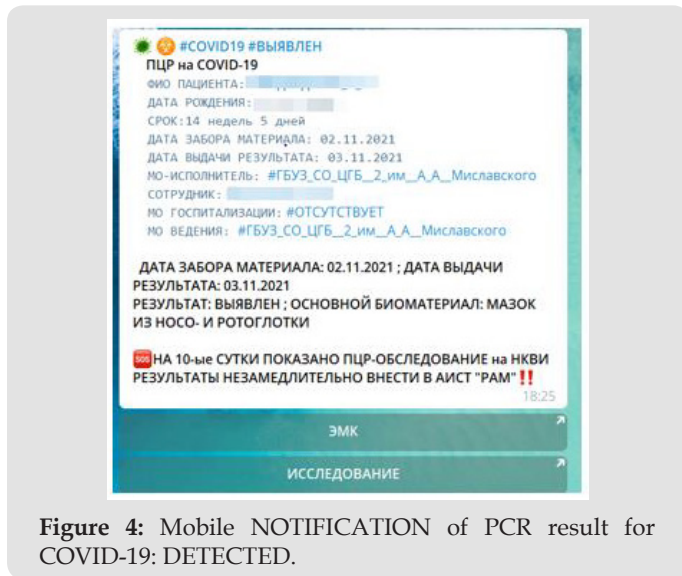 #COVID19 #ВЫЯВЛЕН
ПЦР на COVID-19
ФИО ПАЦИЕНТА:
ДАТА РОЖДЕНИЯ:
СРОК:14 недель 5 дней
ДАТА ЗАБОРА МАТЕРИАЛА: 02.11.2021
ДАТА ВЫДАЧИ РЕЗУЛЬТАТА: 03.11.2021
МО-ИСПОЛНИТЕЛЬ: #ГБУЗ_СО_ЦГБ__2_им__А_А__Миславского
СОТРУДНИК:
МО ГОСПИТАЛИЗАЦИИ: #ОТСУТСТВУЕТ
МО ВЕДЕНИЯ: #ГБУЗ_СО_ЦГБ__2_им__А_А__Миславского
ДАТА ЗАБОРА МАТЕРИАЛА: 02.11.2021 ; ДАТА ВЫДАЧИ
РЕЗУЛЬТАТА: 03.11.2021
РЕЗУЛЬТАТ: ВЫЯВЛЕН ; ОСНОВНОЙ БИОМАТЕРИАЛ: МАЗОК
ИЗ НОСО- И РОТОГЛОТКИ
SOS НА 10-ые СУТКИ ПОКАЗАНО ПЦР-ОБСЛЕДОВАНИЕ на НКВИ
РЕЗУЛЬТАТЫ НЕЗАМЕДЛИТЕЛЬНО ВНЕСТИ В АИСТ "РАМ"‼
18:25
ЭМК
ИССЛЕДОВАНИЕ
Figure 4: Mobile NOTIFICATION of PCR result for
COVID-19: DETECTED.